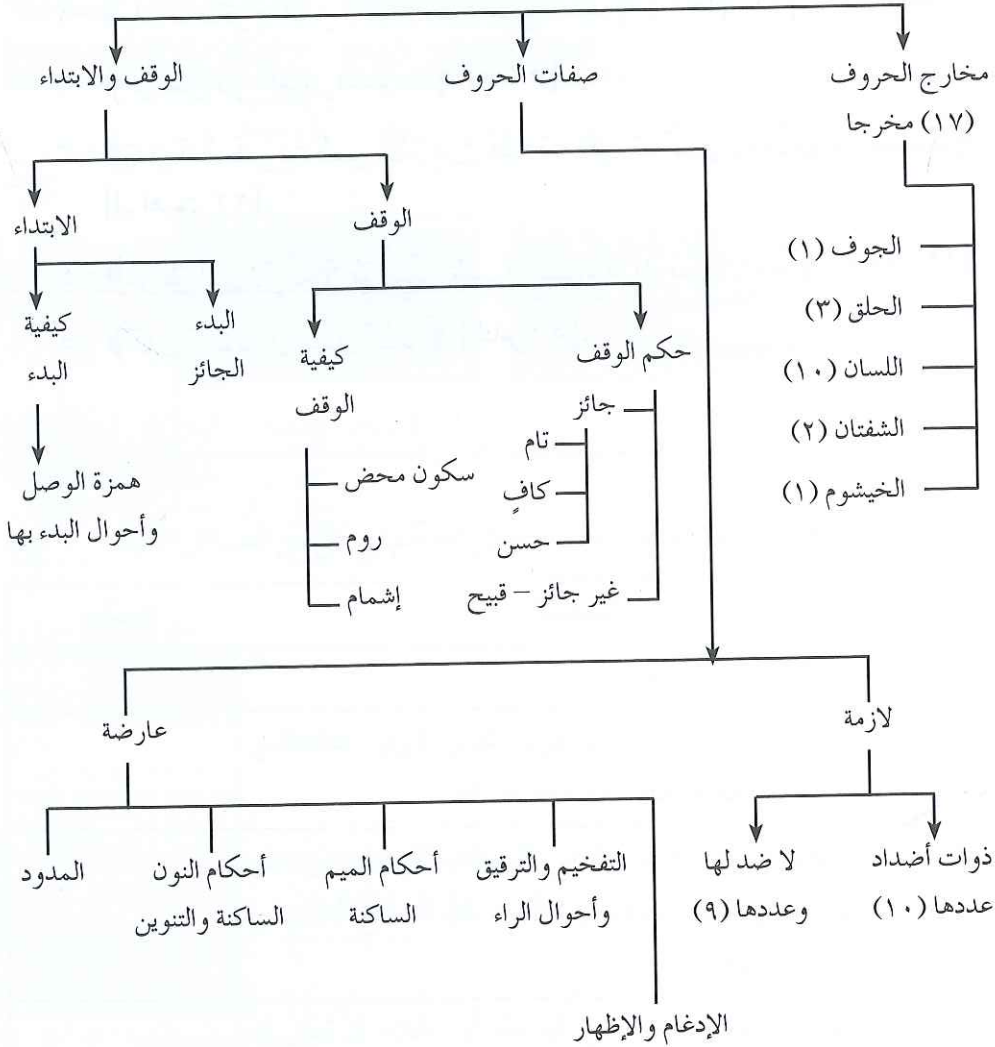 مخارج الحروف
(١٧) مخرجا
الجوف (١)
الحلق (٣)
اللسان (١٠)
الشفتان (٢)
الخيشوم (١)
صفات الحروف
الوقف والابتداء
الوقف
حكم الوقف
جائز
تام
كافٍ
حسن
غير جائز – قبيح
كيفية
الوقف
سكون محض
روم
إشمام
الابتداء
البدء
الجائز
كيفية
البدء
همزة الوصل
وأحوال البدء بها
لازمة
ذوات أضداد
عددها (١٠)
لا ضد لها
وعددها (٩)
عارضة
التفخيم والترقيق
وأحوال الراء
أحكام الميم
الساكنة
أحكام النون
الساكنة والتنوين
المدود
الإدغام والإظهار